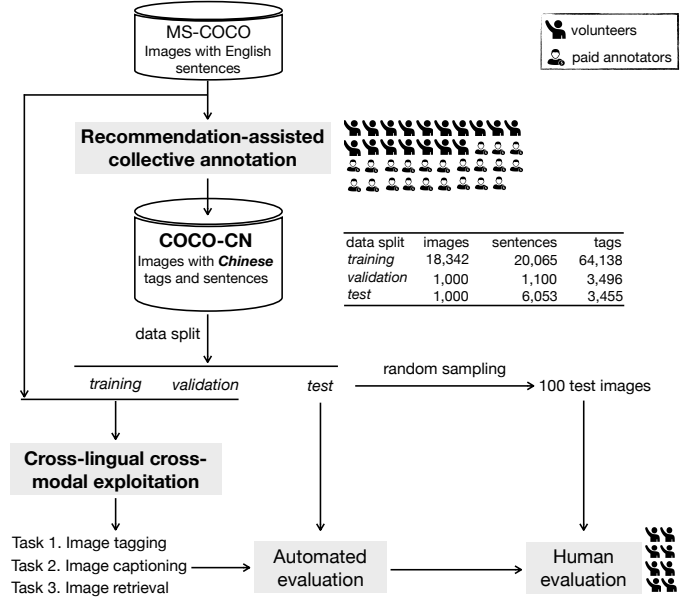 MS-COCO
Images with English
sentences
volunteers
paid annotators
Recommendation-assisted
collective annotation
COCO-CN
Images with Chinese
tags and sentences
data split images sentences tags
training 18,342 20,065 64,138
validation 1,000 1,100 3,496
test 1,000 6,053 3,455
data split
training validation test
random sampling
100 test images
Cross-lingual cross-
modal exploitation
Task 1. Image tagging
Task 2. Image captioning
Task 3. Image retrieval
Automated
evaluation
Human
evaluation